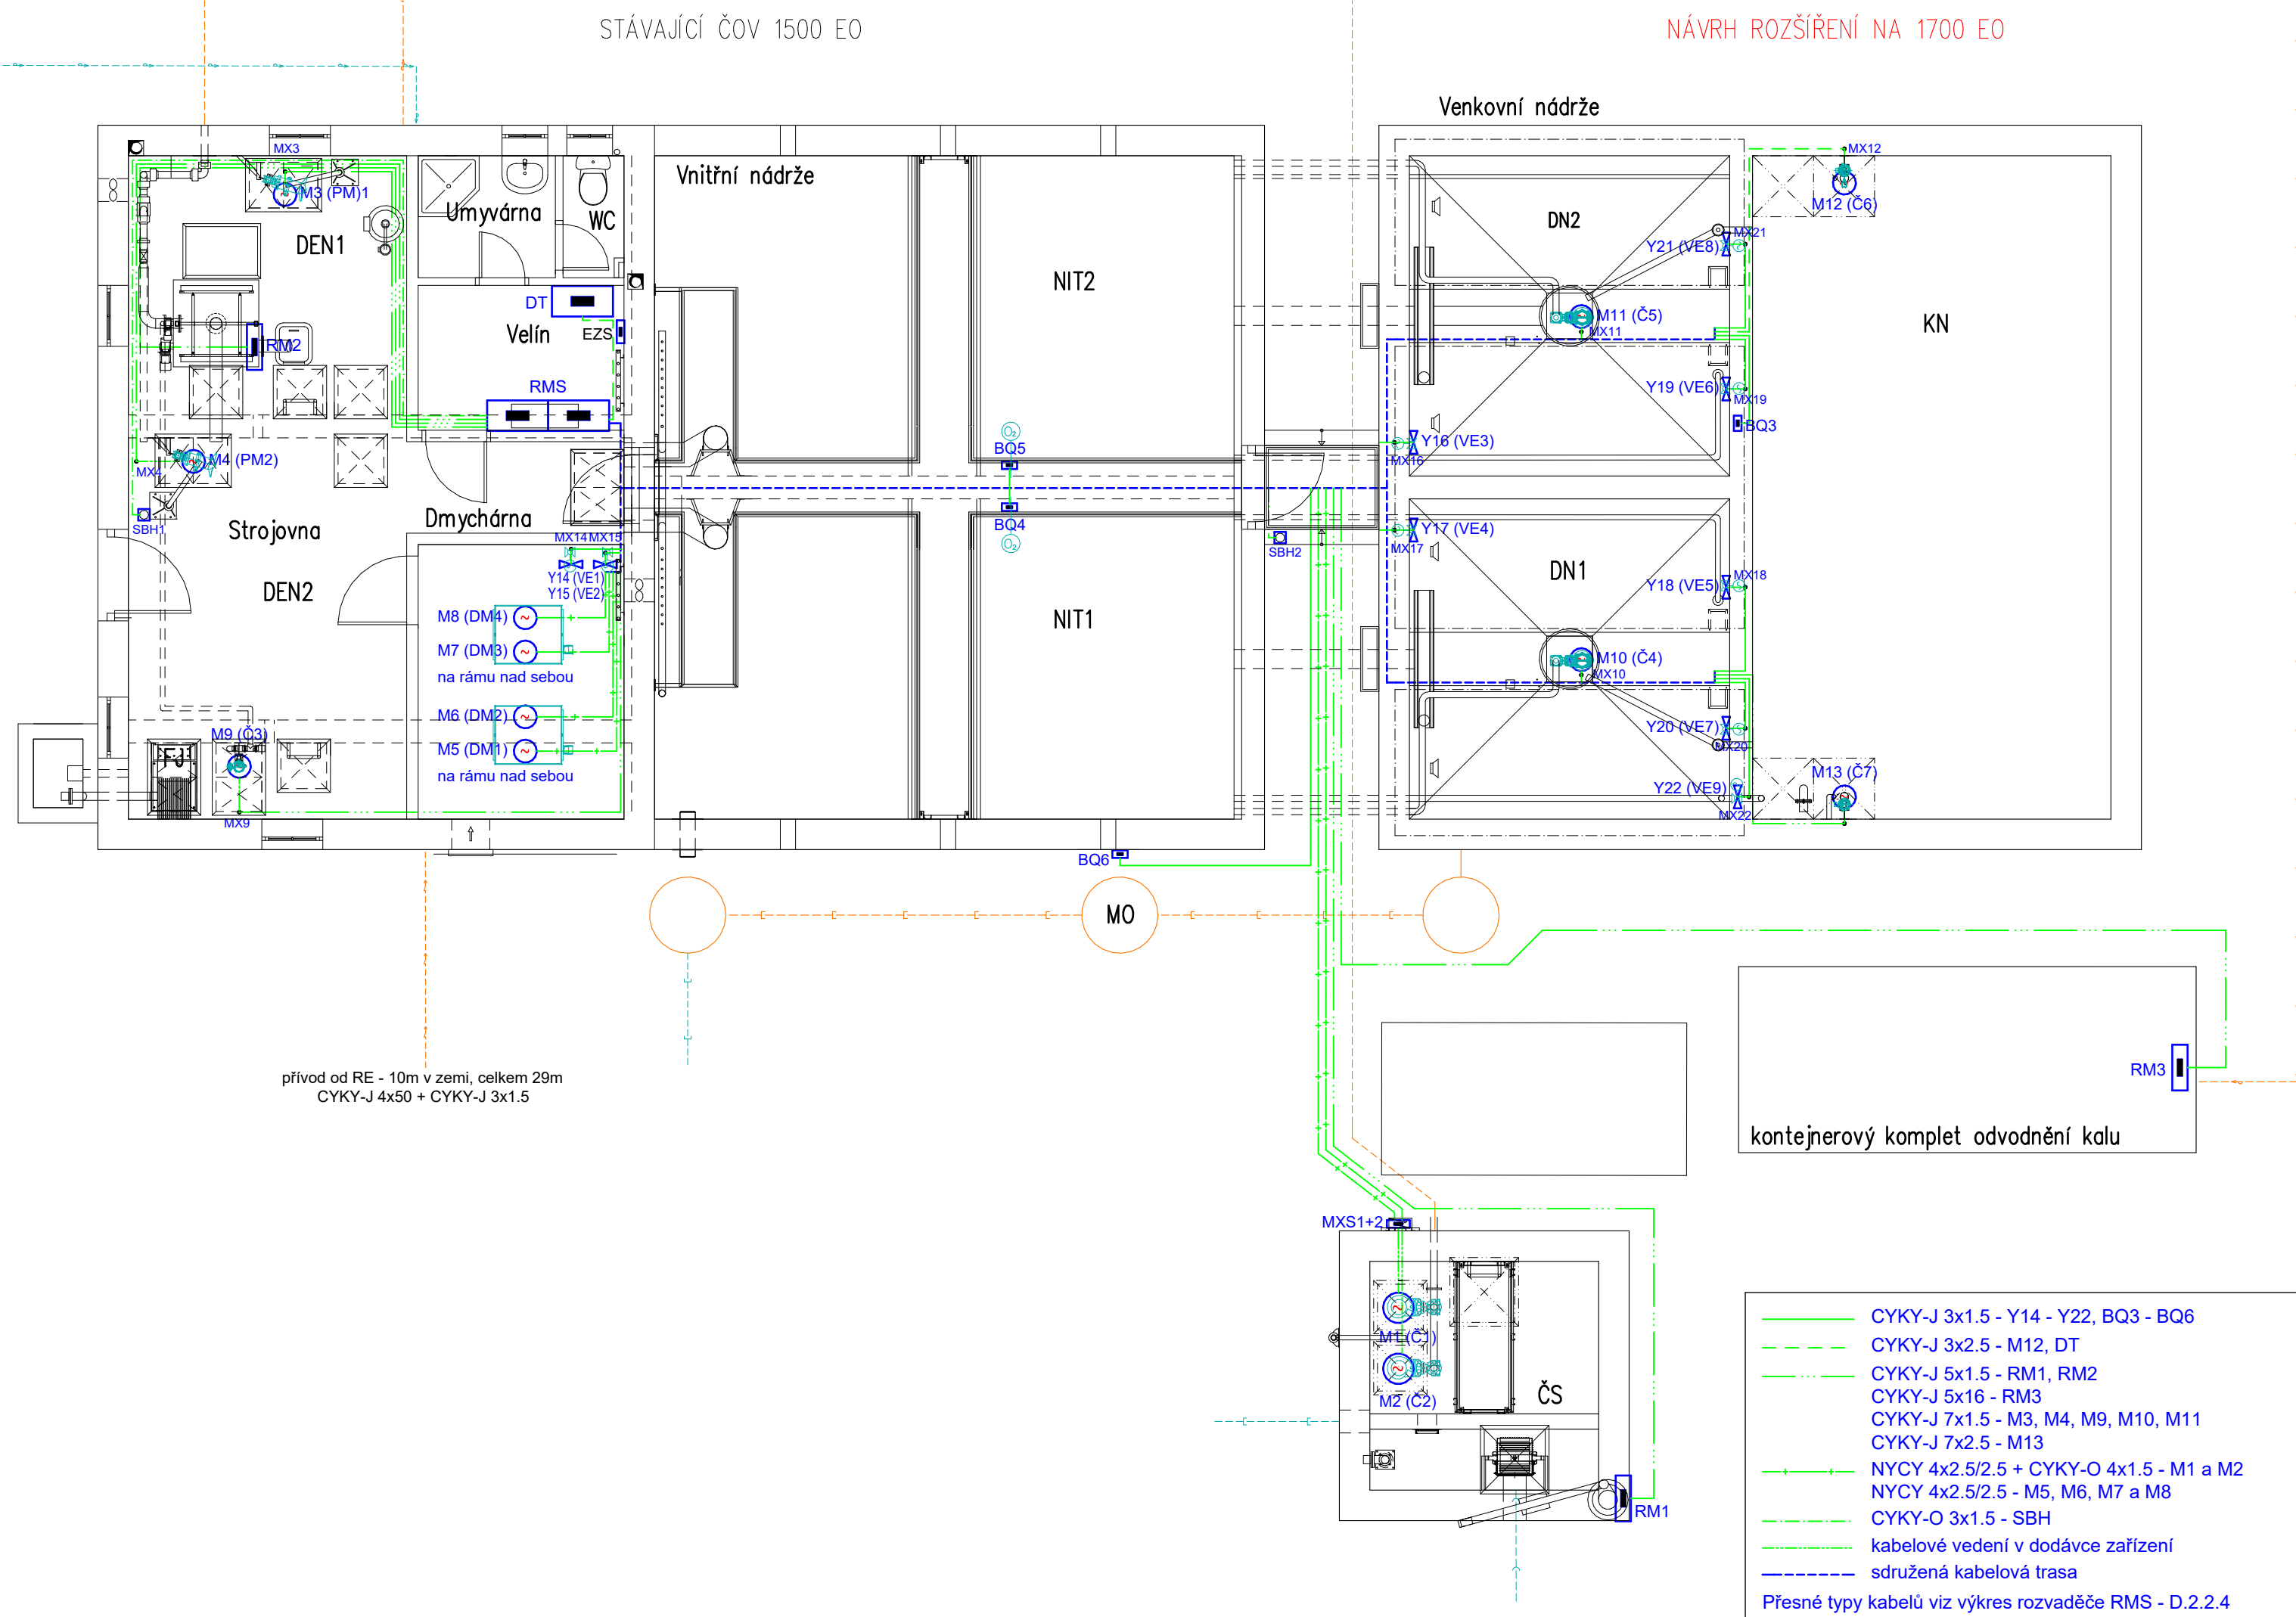 STÁVAJÍCÍ ČOV 1500 EO
NÁVRH ROZŠÍŘENÍ NA 1700 EO
Venkovní nádrže
MX3
M3 (PM)1
DEN1
Umyvárna
WC
Vnitřní nádrže
DT
Velín
EZS
RMS
RM2
NIT2
DN2
MX12
M12 (Č6)
MX21
Y21 (VE8)
M11 (Č5)
MX11
KN
Y19 (VE6)
MX19
BQ3
Y16 (VE3)
MX16
O₂
BQ5
BQ4
O₂
MX4
M4 (PM2)
SBH1
Strojovna
Dmychárna
DEN2
MX14
MX15
Y14 (VE1)
Y15 (VE2)
SBH2
Y17 (VE4)
MX17
DN1
MX18
Y18 (VE5)
NIT1
M8 (DM4)
M7 (DM3)
na rámu nad sebou
M6 (DM2)
M5 (DM1)
na rámu nad sebou
M10 (Č4)
MX10
Y20 (VE7)
MX20
M9 (Č3)
MX9
M13 (Č7)
Y22 (VE9)
MX22
BQ6
MO
přívod od RE - 10m v zemi, celkem 29m
CYKY-J 4x50 + CYKY-J 3x1.5
RM3
kontejnerový komplet odvodnění kalu
MXS1+2
M1 (Č1)
M2 (Č2)
ČS
RM1
CYKY-J 3x1.5 - Y14 - Y22, BQ3 - BQ6
CYKY-J 3x2.5 - M12, DT
CYKY-J 5x1.5 - RM1, RM2
CYKY-J 5x16 - RM3
CYKY-J 7x1.5 - M3, M4, M9, M10, M11
CYKY-J 7x2.5 - M13
NYCY 4x2.5/2.5 + CYKY-O 4x1.5 - M1 a M2
NYCY 4x2.5/2.5 - M5, M6, M7 a M8
CYKY-O 3x1.5 - SBH
kabelové vedení v dodávce zařízení
sdružená kabelová trasa
Přesné typy kabelů viz výkres rozvaděče RMS - D.2.2.4